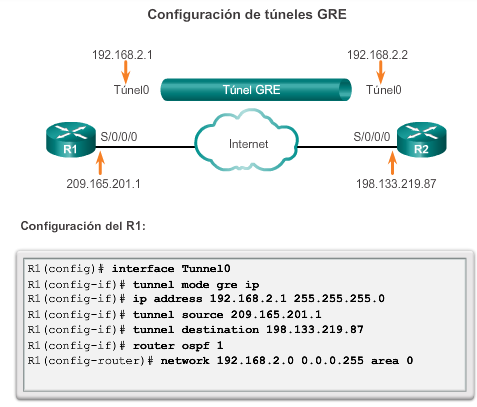 Configuración de túneles GRE
192.168.2.1
192.168.2.2
Túnel0
Túnel GRE
Túnel0
R1
S/0/0/0
Internet
S/0/0/0
R2
209.165.201.1
198.133.219.87
Configuración del R1:
R1(config)# interface Tunnel0
R1(config-if)# tunnel mode gre ip
R1(config-if)# ip address 192.168.2.1 255.255.255.0
R1(config-if)# tunnel source 209.165.201.1
R1(config-if)# tunnel destination 198.133.219.87
R1(config-if)# router ospf 1
R1(config-router)# network 192.168.2.0 0.0.0.255 area 0